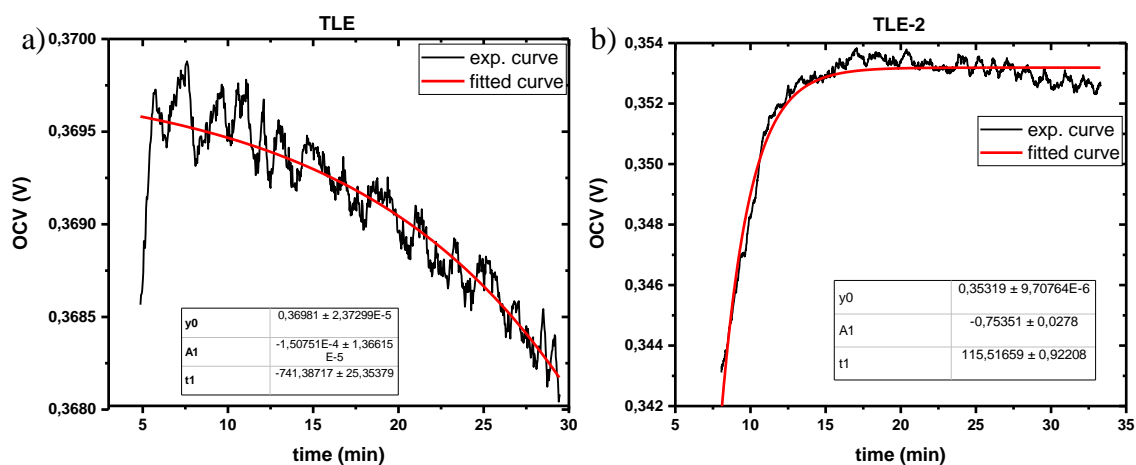 a)
TLE
0,3700
0,3695
0,3690
0,3685
0,3680
OCV (V)
exp. curve
fitted curve
y0 0,36981 ± 2,37299E-5
A1 -1,50751E-4 ± 1,36615
E-5
t1 -741,38717 ± 25,35379
5 10 15 20 25 30
time (min)
b)
TLE-2
0,354
0,352
0,350
0,348
0,346
0,344
0,342
OCV (V)
exp. curve
fitted curve
y0 0,35319 ± 9,70764E-6
A1 -0,75351 ± 0,0278
t1 115,51659 ± 0,92208
5 10 15 20 25 30 35
time (min)